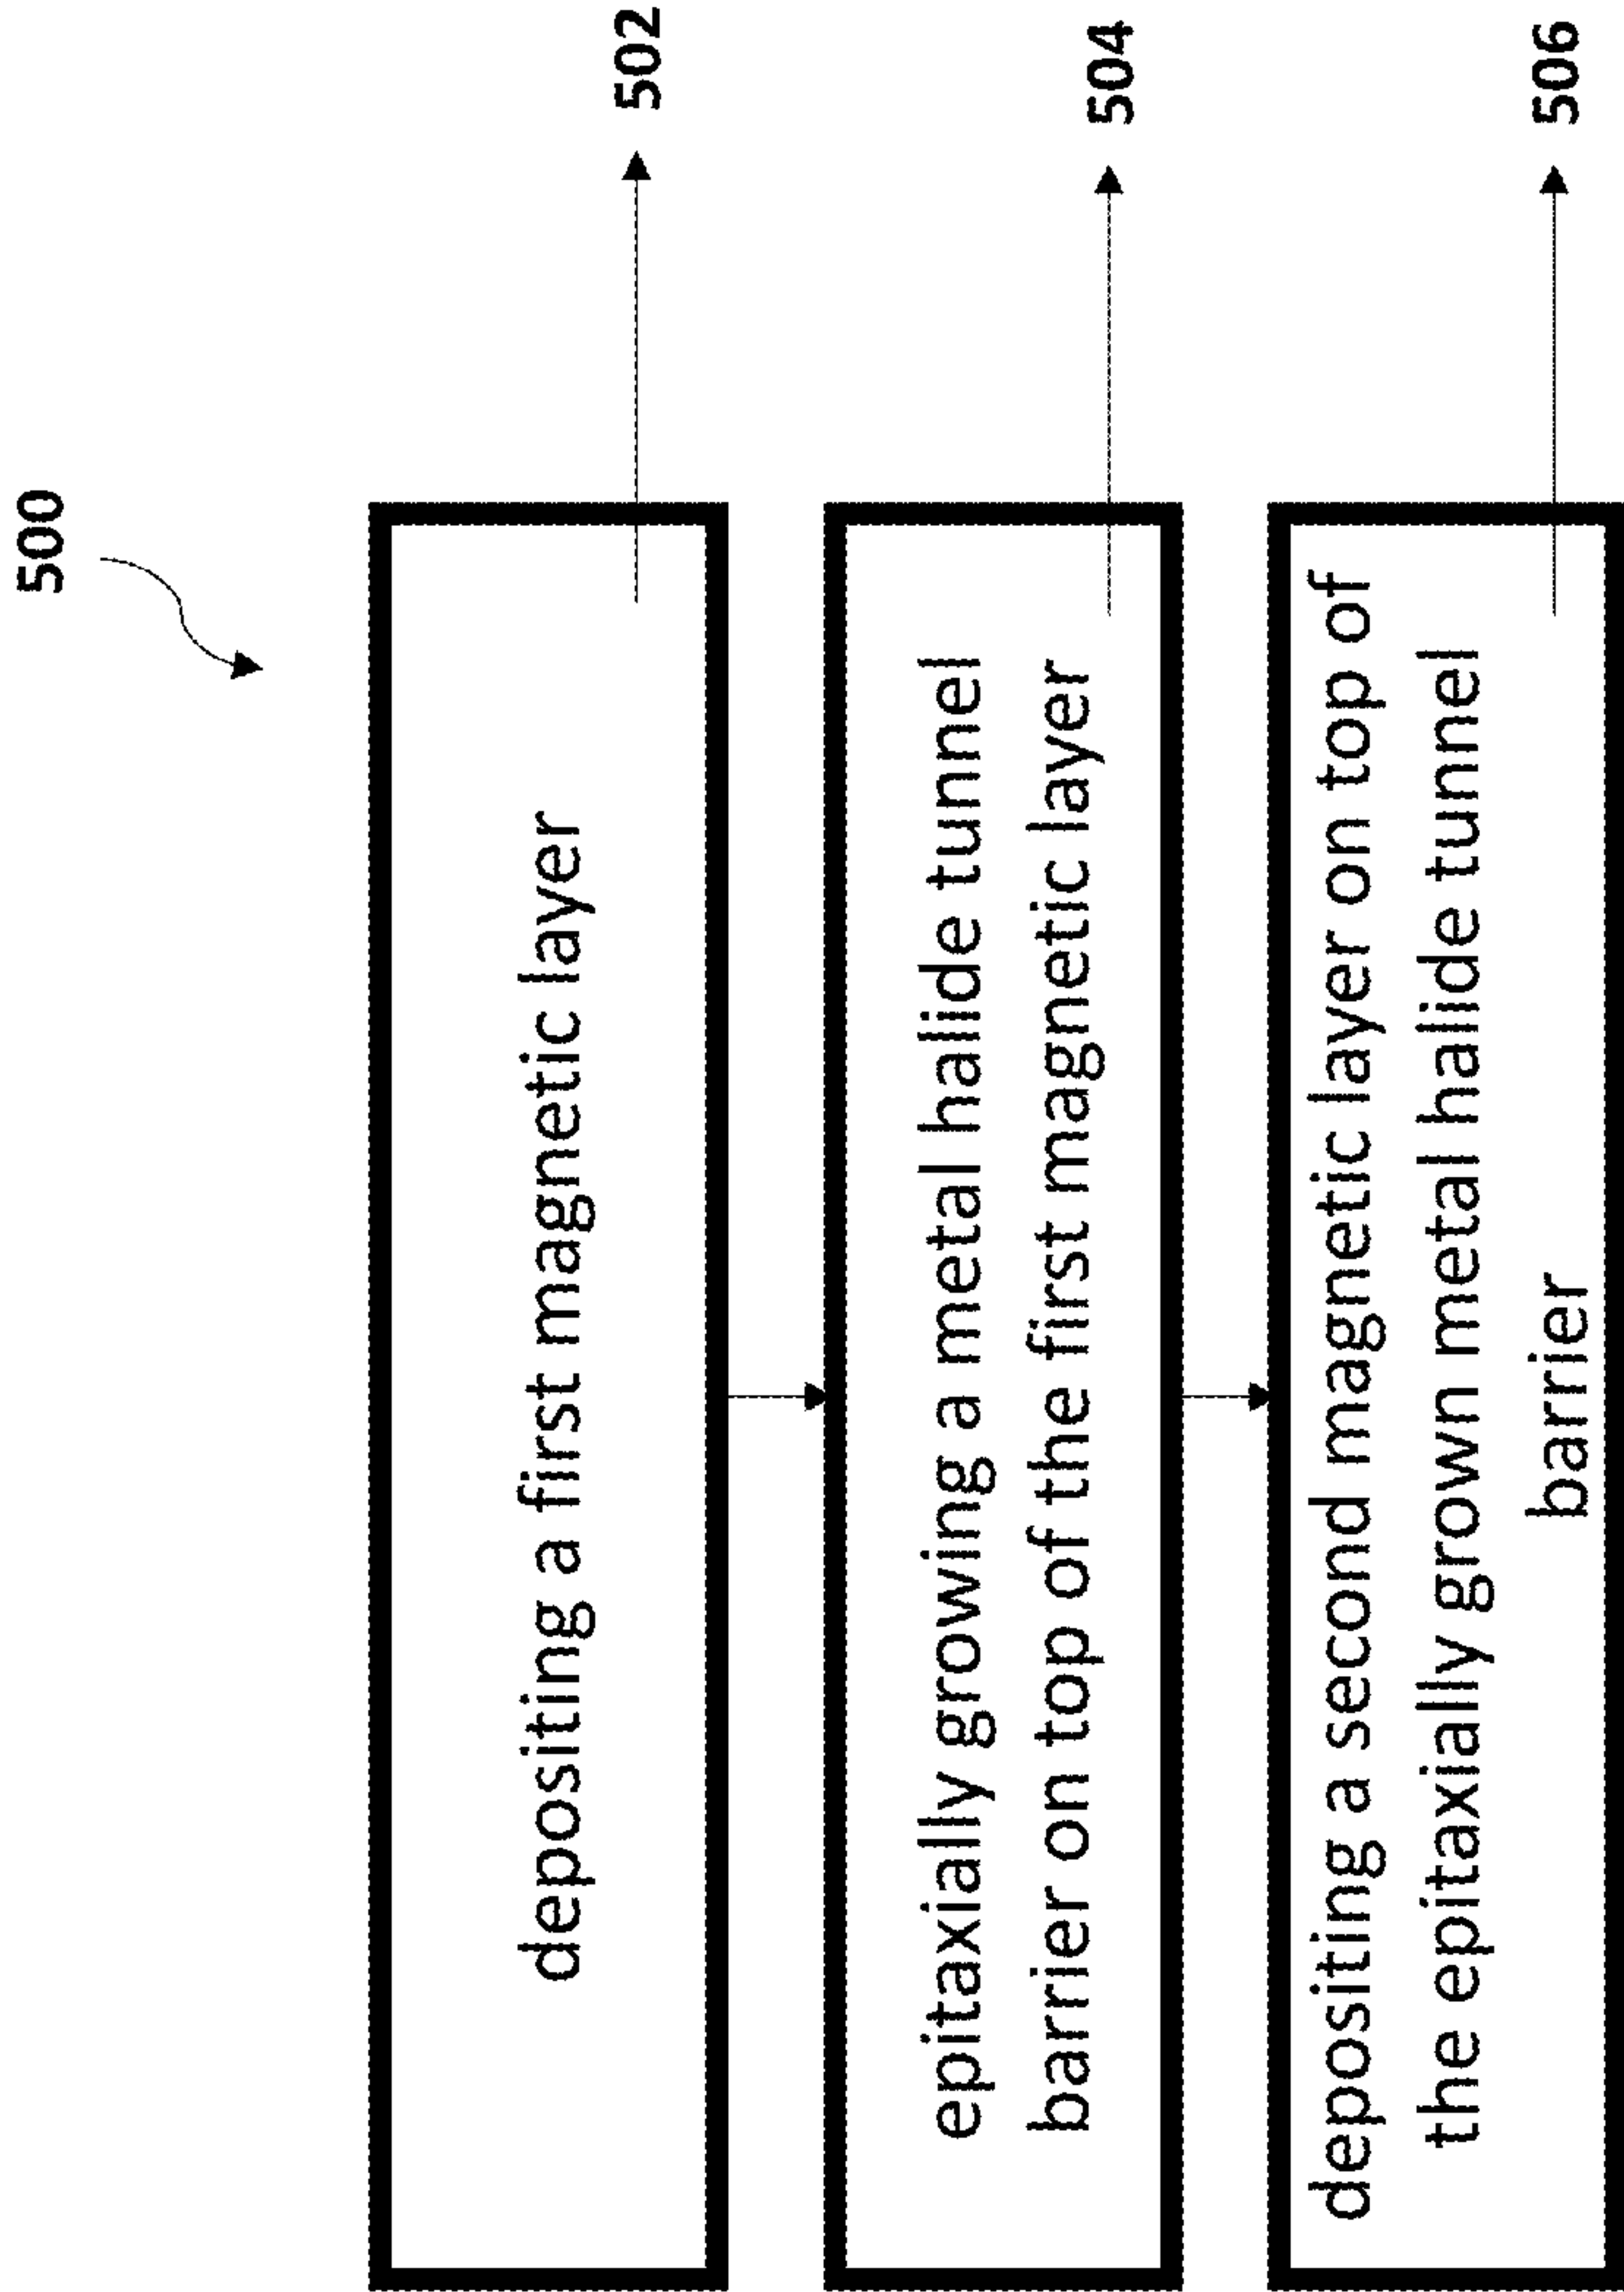 500
depositing a first magnetic layer
502
epitaxially growing a metal halide tunnel
barrier on top of the first magnetic layer
504
depositing a second magnetic layer on top of
the epitaxially grown metal halide tunnel
barrier
506